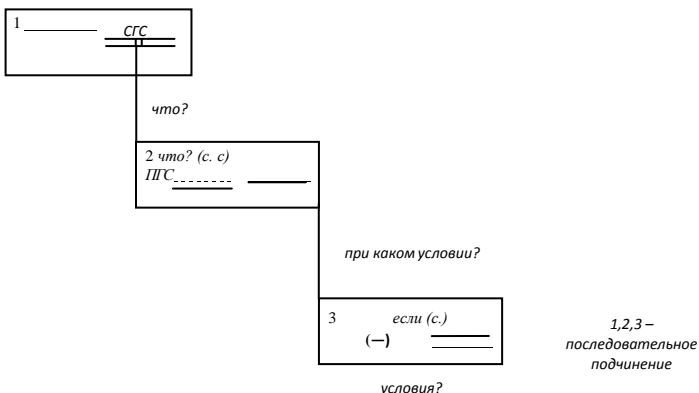 1 СГС
что?
2 что? (с. с)
ПГС
при каком условии?
3 если (с.)
(—)
1,2,3 –
последовательное
подчинение
условия?